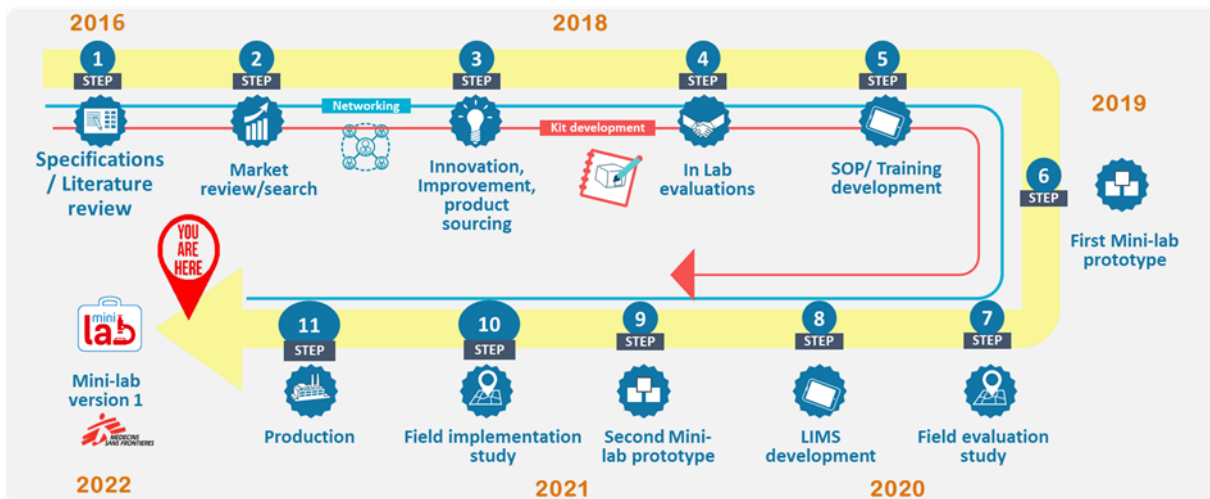 2016
2018
1
STEP
2
STEP
3
STEP
4
STEP
5
STEP
Networking
Kit development
2019
Specifications
/ Literature
review
Market
review/search
Innovation,
Improvement,
product
sourcing
In Lab
evaluations
SOP/ Training
development
6
STEP
First Mini-lab
prototype
YOU
ARE
HERE
7
STEP
8
STEP
9
STEP
10
STEP
11
STEP
mini
lab
Mini-lab
version 1
MEDECINS
SANS FRONTIERES
Production
Field implementation
study
Second Mini-
lab prototype
LIMS
development
Field evaluation
study
2022
2021
2020